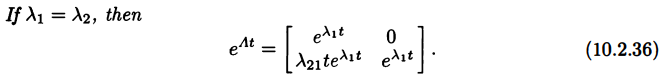 If λ₁ = λ₂, then
e^{Λt} = [ e^{λ₁t} 0
λ₂₁te^{λ₁t} e^{λ₁t} ] . (10.2.36)